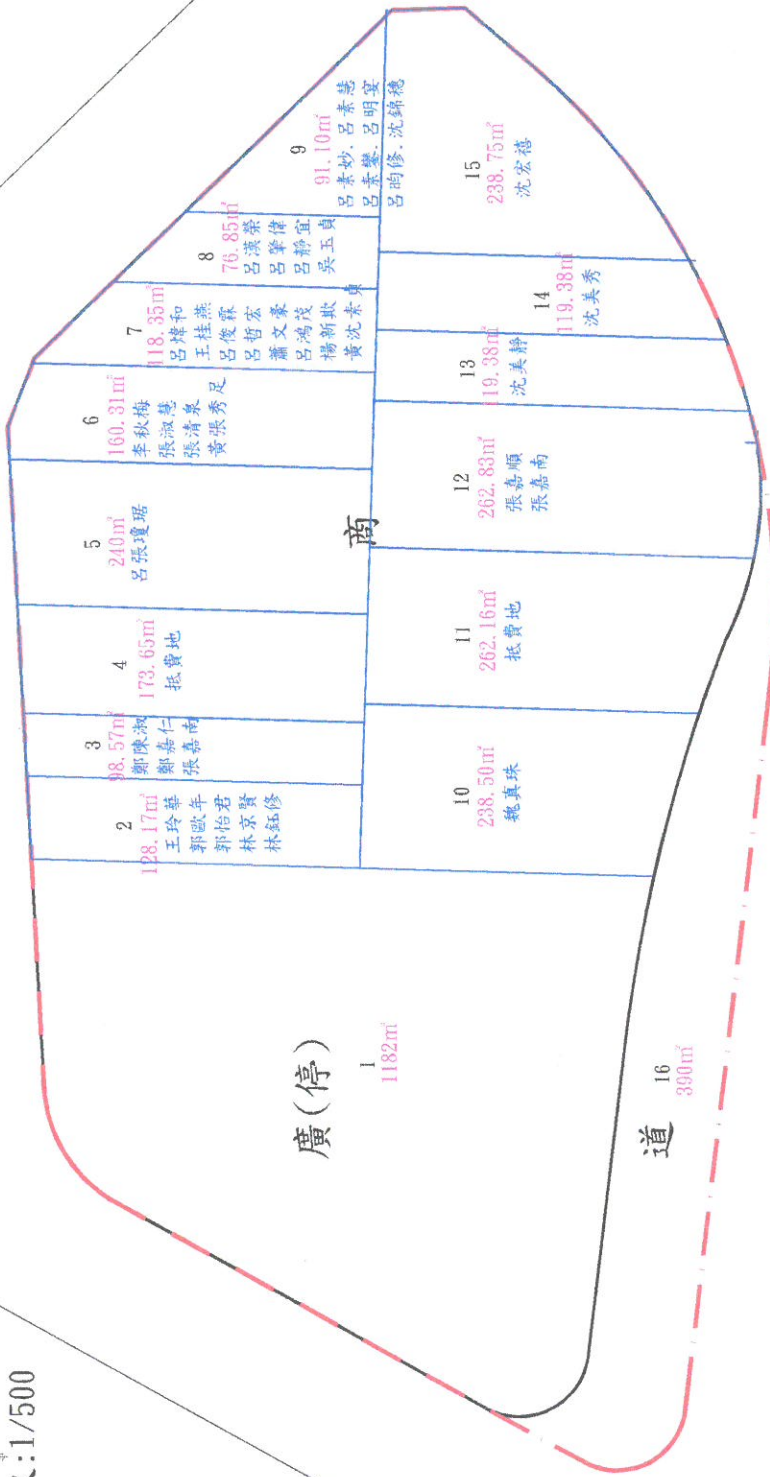 :1/500
廣(停)
1
1182㎡
2
128.17㎡
王玲華
郭歐年
郭怡君
林京賢
林鈺修
3
98.57㎡
鄭陳淑
鄭嘉仁
張嘉南
4
173.65㎡
抵費地
5
240㎡
呂張瓊琚
6
160.31㎡
李秋梅
張淑慧
張清泉
黃張秀足
7
118.35㎡
呂煒和
王桂燕
呂俊霖
呂哲宏
蕭文豪
呂鴻茂
楊新欺
黃沈素貞
8
76.85㎡
呂漢榮
呂肇偉
呂靜宜
吳玉貞
9
91.10㎡
呂素妙.呂素慧
呂素鑾.呂明宴
呂昀修.沈錦穗
商
10
238.50㎡
魏真珠
11
262.16㎡
抵費地
12
262.83㎡
張嘉順
張嘉南
13
119.38㎡
沈美靜
14
119.38㎡
沈美秀
15
238.75㎡
沈宏禧
道
16
390㎡